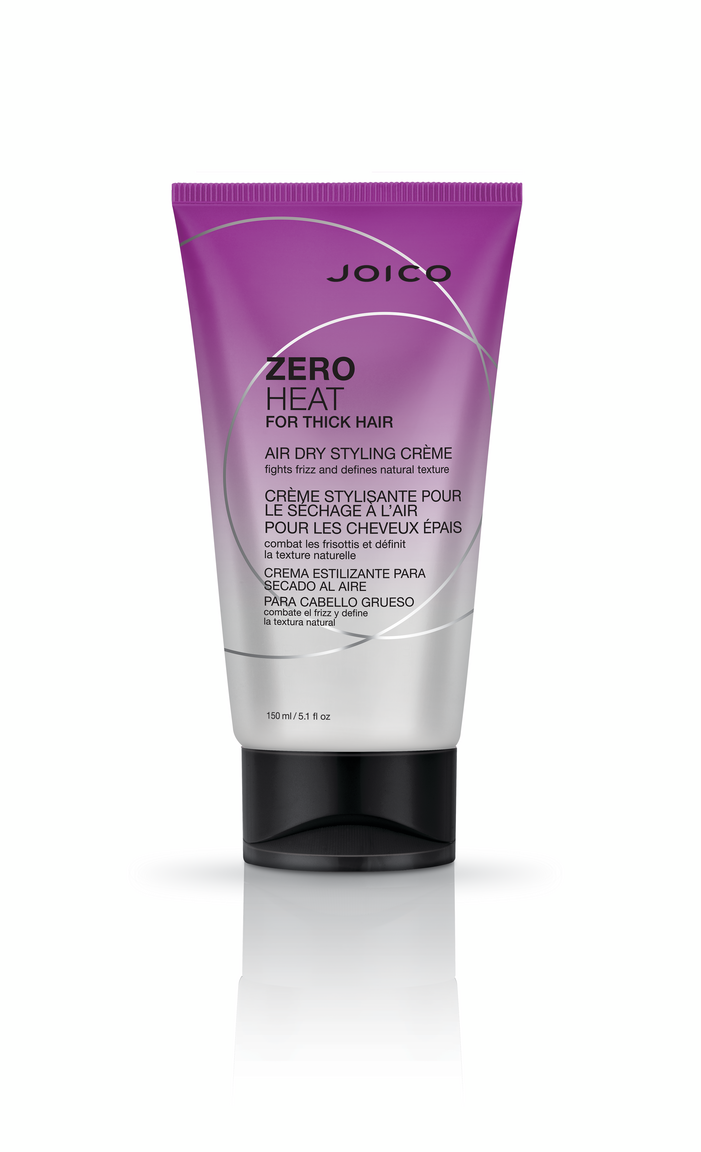 JOICO
ZERO
HEAT
FOR THICK HAIR
AIR DRY STYLING CRÈME
fights frizz and defines natural texture
CRÈME STYLISANTE POUR
LE SÉCHAGE À L'AIR
POUR LES CHEVEUX ÉPAIS
combat les frisottis et définit
la texture naturelle
CREMA ESTILIZANTE PARA
SECADO AL AIRE
PARA CABELLO GRUESO
combate el frizz y define
la textura natural
150 ml / 5.1 fl oz